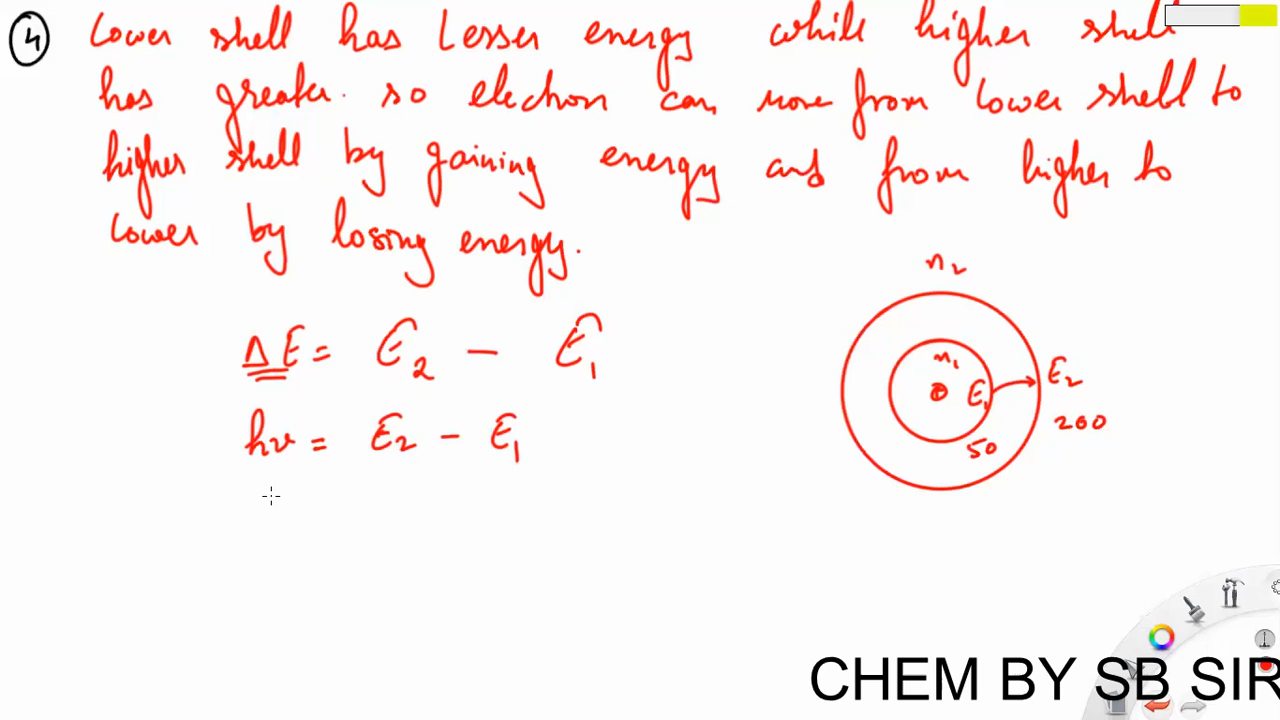 4 Lower shell has Lesser energy while higher shell
has greater. so electron can move from lower shell to
higher shell by gaining energy and from higher to
lower by losing energy.
n2
ΔE = E2 - E1
n1
E1
E2
200
50
hν = E2 - E1
CHEM BY SB SIR